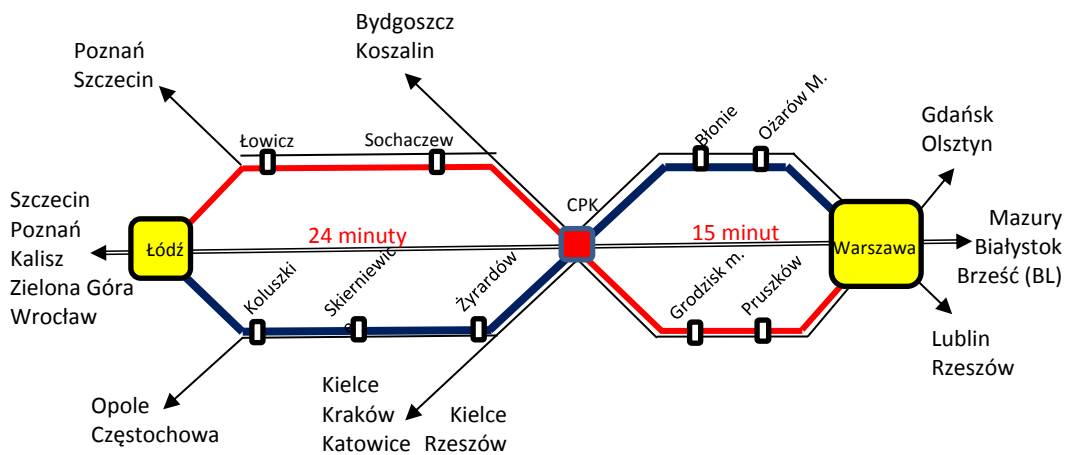 Bydgoszcz
Koszalin
Poznań
Szczecin
Łowicz
Sochaczew
Błonie
Ożarów M.
Gdańsk
Olsztyn
Szczecin
Poznań
Kalisz
Zielona Góra
Wrocław
Łódź
24 minuty
CPK
15 minut
Warszawa
Mazury
Białystok
Brześć (BL)
Koluszki
Żyrardów
Grodzisk m.
Pruszków
Lublin
Rzeszów
Opole
Częstochowa
Kielce
Kraków Kielce
Katowice Rzeszów